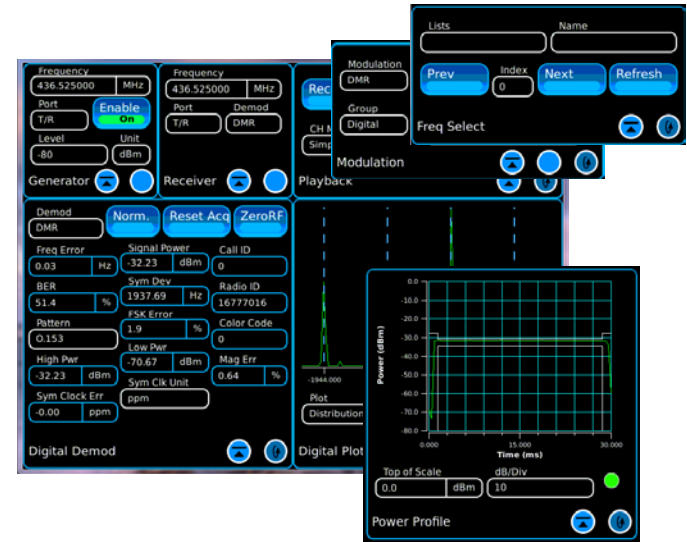 Lists Name
Prev Index Next Refresh
0
Freq Select
Modulation
DMR
Group
Digital
Modulation
Frequency
436.525000 MHz
Port Enable
T/R On
Level Unit
-80 dBm
Generator
Frequency
436.525000 MHz
Port Demod
T/R DMR
Receiver
Rec
CH M
Simp
Playback
Demod Norm. Reset Acq ZeroRF
DMR
Freq Error Signal Power Call ID
0.03 Hz -32.23 dBm 0
BER Sym Dev Radio ID
51.4 % 1937.69 Hz 16777016
Pattern FSK Error Color Code
O.153 1.9 % 0
High Pwr Low Pwr Mag Err
-32.23 dBm -70.67 dBm 0.64 %
Sym Clock Err Sym Clk Unit
-0.00 ppm ppm
Digital Demod
-1944.000
Plot
Distribution
Digital Plot
0.0
-10.0
-20.0
-30.0
-40.0
-50.0
-60.0
-70.0
-80.0
Power (dBm)
0.000 15.000 30.000
Time (ms)
Top of Scale dB/Div
0.0 dBm 10
Power Profile